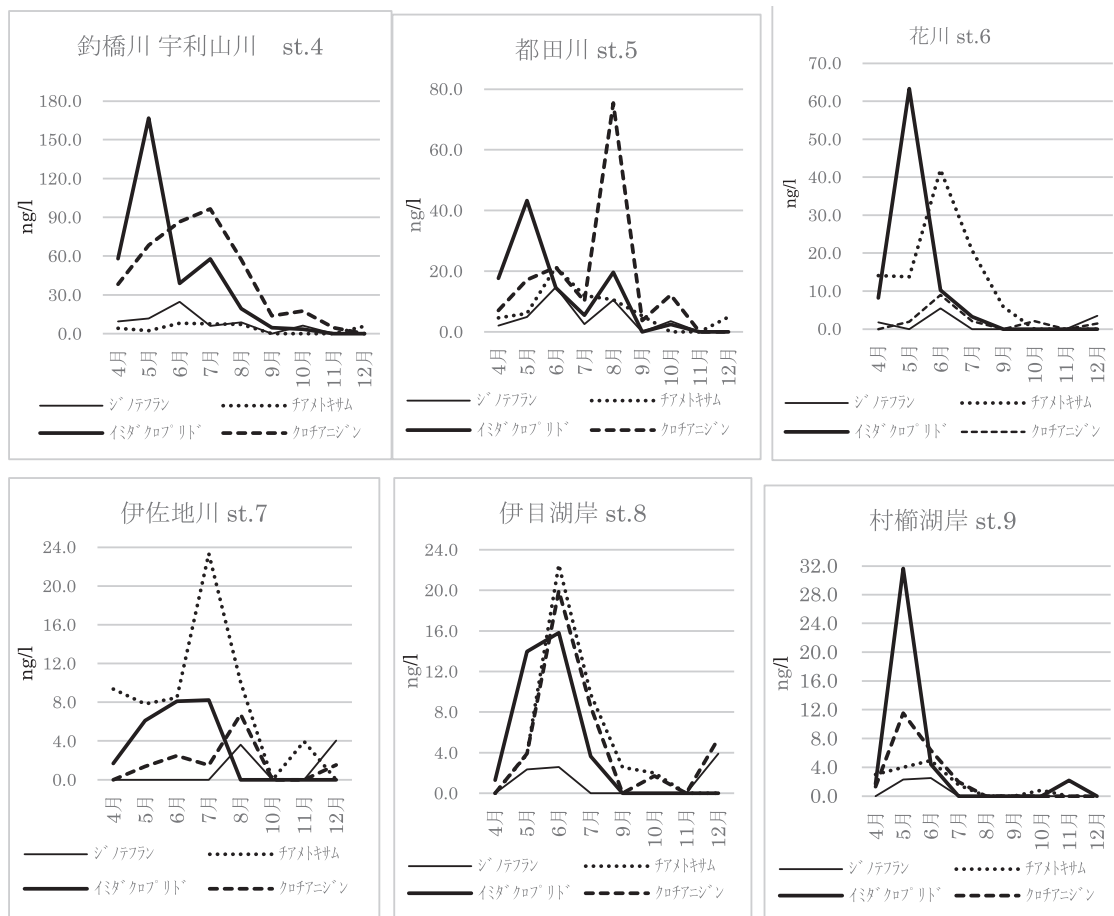 釣橋川 宇利山川 st.4
180.0
150.0
120.0
90.0
60.0
30.0
0.0
ng/l
4月
5月
6月
7月
8月
9月
10月
11月
12月
ジノテフラン
チアメトキサム
イミダクロプリド
クロチアニジン
都田川 st.5
80.0
60.0
40.0
20.0
0.0
ng/l
4月
5月
6月
7月
8月
9月
10月
11月
12月
ジノテフラン
チアメトキサム
イミダクロプリド
クロチアニジン
花川 st.6
70.0
60.0
50.0
40.0
30.0
20.0
10.0
0.0
ng/l
4月
5月
6月
7月
8月
9月
10月
11月
12月
ジノテフラン
チアメトキサム
イミダクロプリド
クロチアニジン
伊佐地川 st.7
24.0
20.0
16.0
12.0
8.0
4.0
0.0
ng/l
4月
5月
6月
7月
8月
10月
11月
12月
ジノテフラン
チアメトキサム
イミダクロプリド
クロチアニジン
伊目湖岸 st.8
24.0
20.0
16.0
12.0
8.0
4.0
0.0
ng/l
4月
5月
6月
7月
9月
10月
11月
12月
ジノテフラン
チアメトキサム
イミダクロプリド
クロチアニジン
村櫛湖岸 st.9
32.0
28.0
24.0
20.0
16.0
12.0
8.0
4.0
0.0
ng/l
4月
5月
6月
7月
8月
9月
10月
11月
12月
ジノテフラン
チアメトキサム
イミダクロプリド
クロチアニジン